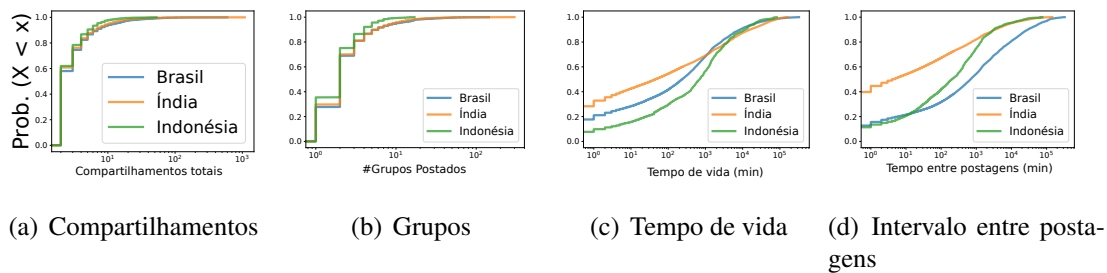 Prob. (X < x)
1.0
0.8
0.6
0.4
0.2
0.0
Brasil
Índia
Indonésia
10¹ 10² 10³
Compartilhamentos totais
1.0
0.8
0.6
0.4
0.2
0.0
Brasil
Índia
Indonésia
10⁰ 10¹ 10²
#Grupos Postados
1.0
0.8
0.6
0.4
0.2
0.0
Brasil
Índia
Indonésia
10⁰ 10¹ 10² 10³ 10⁴ 10⁵
Tempo de vida (min)
1.0
0.8
0.6
0.4
0.2
0.0
Brasil
Índia
Indonésia
10⁰ 10¹ 10² 10³ 10⁴ 10⁵
Tempo entre postagens (min)
(a) Compartilhamentos
(b) Grupos
(c) Tempo de vida
(d) Intervalo entre posta-
gens